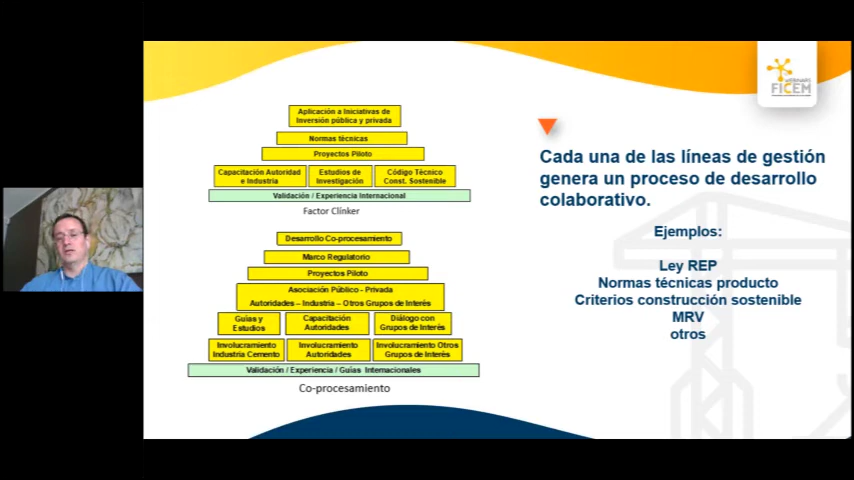 FICEM
Aplicación a Iniciativas de
Inversión pública y privada
Normas técnicas
Proyectos Piloto
Capacitación Autoridad
e Industria
Estudios de
Investigación
Código Técnico
Const. Sostenible
Validación / Experiencia Internacional
Factor Clínker
Desarrollo Co-procesamiento
Marco Regulatorio
Proyectos Piloto
Asociación Público - Privada
Autoridades – Industria – Otros Grupos de Interés
Guías y
Estudios
Capacitación
Autoridades
Diálogo con
Grupos de Interés
Involucramiento
Industria Cemento
Involucramiento
Autoridades
Involucramiento Otros
Grupos de Interés
Validación / Experiencia / Guías Internacionales
Co-procesamiento
Cada una de las líneas de gestión
genera un proceso de desarrollo
colaborativo.
Ejemplos:
Ley REP
Normas técnicas producto
Criterios construcción sostenible
MRV
otros